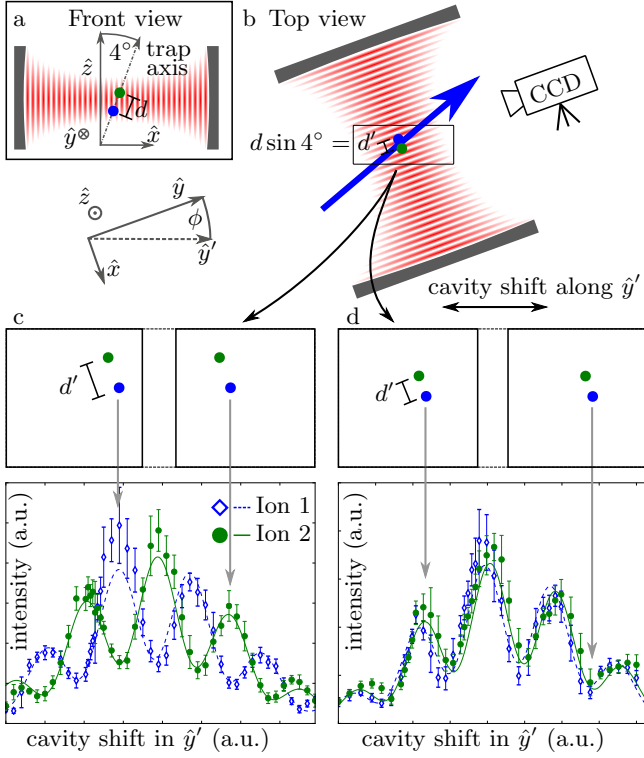 a Front view
ẑ 4° trap
axis
d
ŷ⊗ x̂
b Top view
CCD
d sin 4° = d′
ẑ ŷ
ϕ
ŷ′
x̂
cavity shift along ŷ′
c
d′
d
d′
intensity (a.u.)
Ion 1
Ion 2
cavity shift in ŷ′ (a.u.)
intensity (a.u.)
cavity shift in ŷ′ (a.u.)